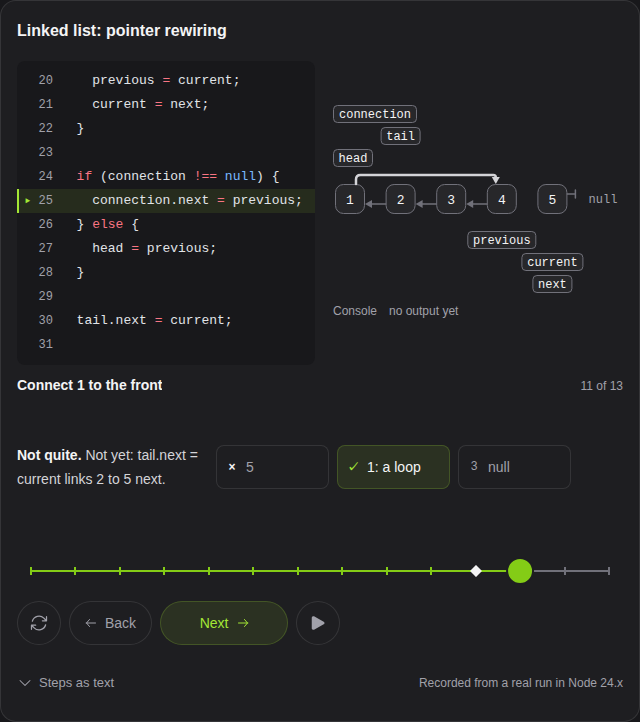 Linked list: pointer rewiring
20 previous = current;
21 current = next;
22 }
23
24 if (connection !== null) {
25 connection.next = previous;
26 } else {
27 head = previous;
28 }
29
30 tail.next = current;
31
connection
tail
head
1 2 3 4 5 null
previous
current
next
Console no output yet
Connect 1 to the front
11 of 13
Not quite. Not yet: tail.next =
current links 2 to 5 next.
× 5
✓ 1: a loop
3 null
← Back
Next →
Steps as text
Recorded from a real run in Node 24.x